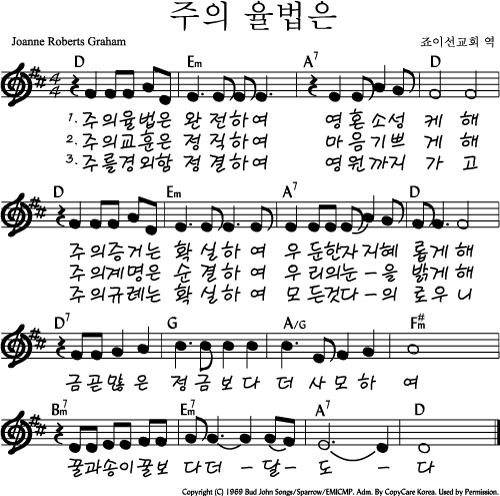 주의 율법은
Joanne Roberts Graham 죠이선교회 역
D Em A7 D
1. 주의율법은 완전하여 영혼소성 케 해
2. 주의교훈은 정직하여 마음기쁘 게 해
3. 주를경외함 정결하여 영원까지 가 고
D Em A7 D
주의증거는 확실하여 우둔한자지혜 롭게해
주의계명은 순결하여 우리의눈-을 밝게해
주의규례는 확실하여 모든것다-의 로우니
D7 G A/G F#m
금곧많은 정금보다 더사모하 여
Bm7 Em7 A7 D
꿀과송이꿀보 다더-달- 도- 다
Copyright (C) 1969 Bud John Songs/Sparrow/EMICMP. Adm. By CopyCare Korea. Used by Permission.